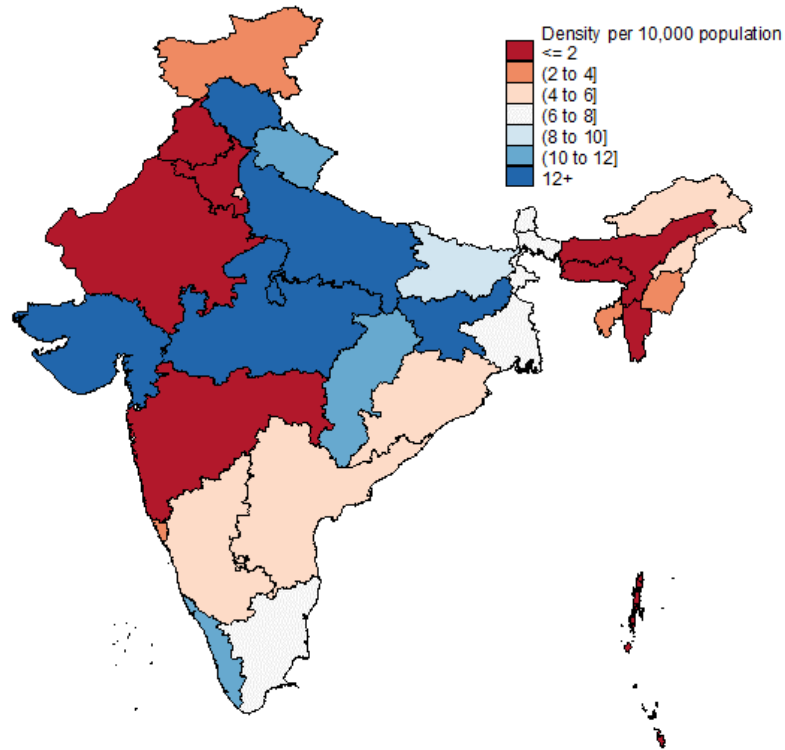 Density per 10,000 population
<= 2
(2 to 4]
(4 to 6]
(6 to 8]
(8 to 10]
(10 to 12]
12+